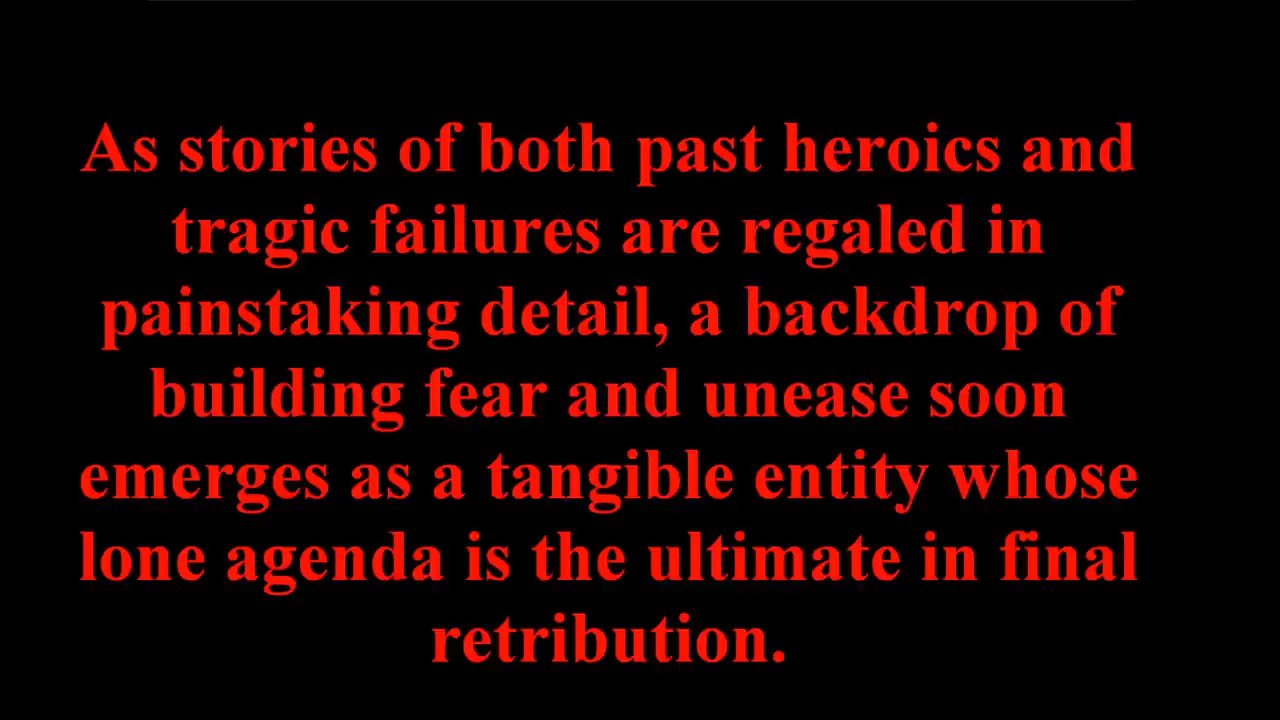 As stories of both past heroics and
tragic failures are regaled in
painstaking detail, a backdrop of
building fear and unease soon
emerges as a tangible entity whose
lone agenda is the ultimate in final
retribution.